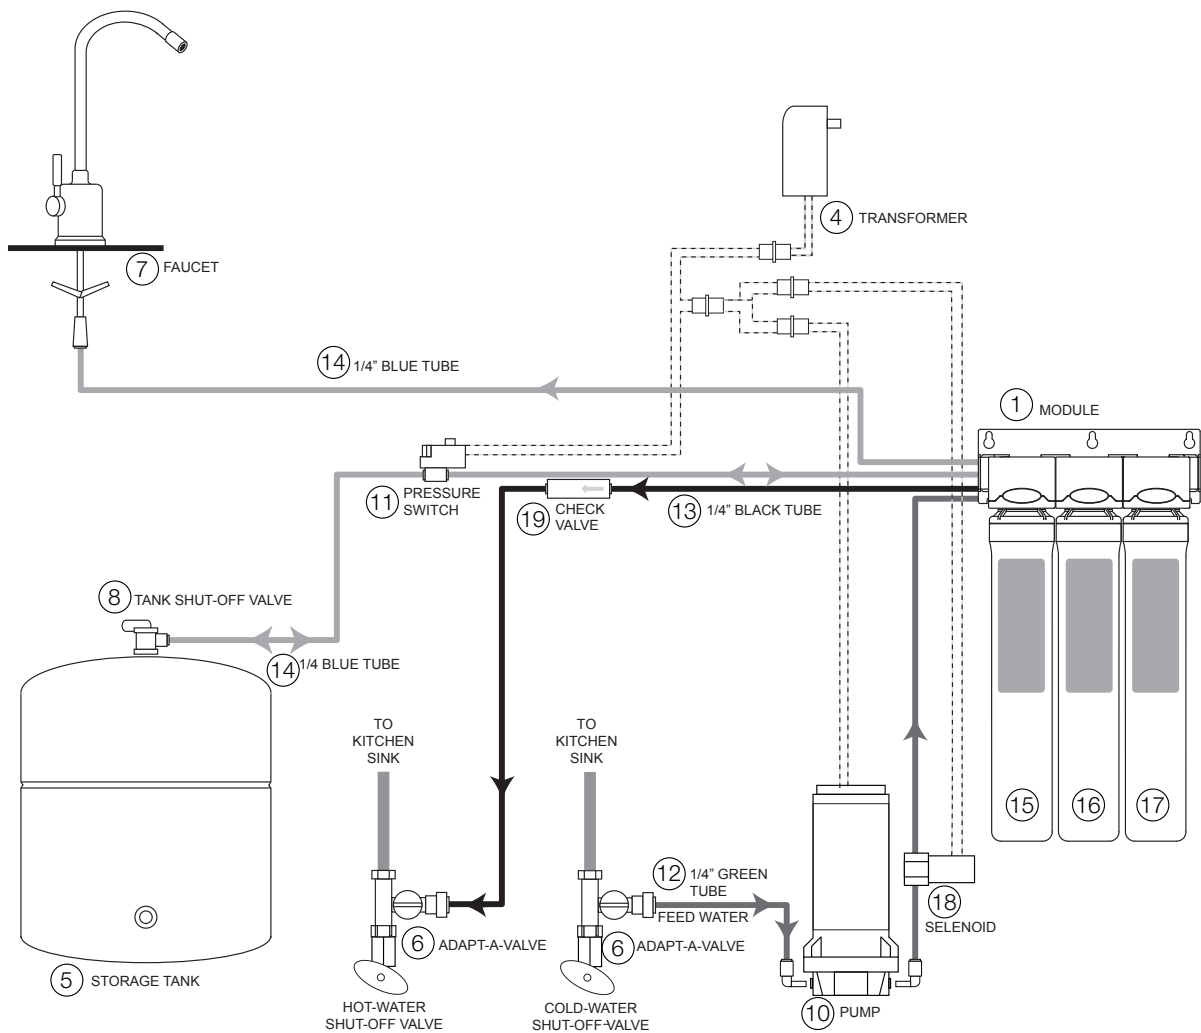 4 TRANSFORMER
7 FAUCET
14 1/4” BLUE TUBE
1 MODULE
11 PRESSURE
SWITCH
19 CHECK
VALVE
13 1/4” BLACK TUBE
8 TANK SHUT-OFF VALVE
14 1/4 BLUE TUBE
TO
KITCHEN
SINK
TO
KITCHEN
SINK
15
16
17
12 1/4” GREEN
TUBE
FEED WATER
18
SELENOID
6 ADAPT-A-VALVE
6 ADAPT-A-VALVE
5 STORAGE TANK
HOT-WATER
SHUT-OFF VALVE
COLD-WATER
SHUT-OFF-VALVE
10 PUMP